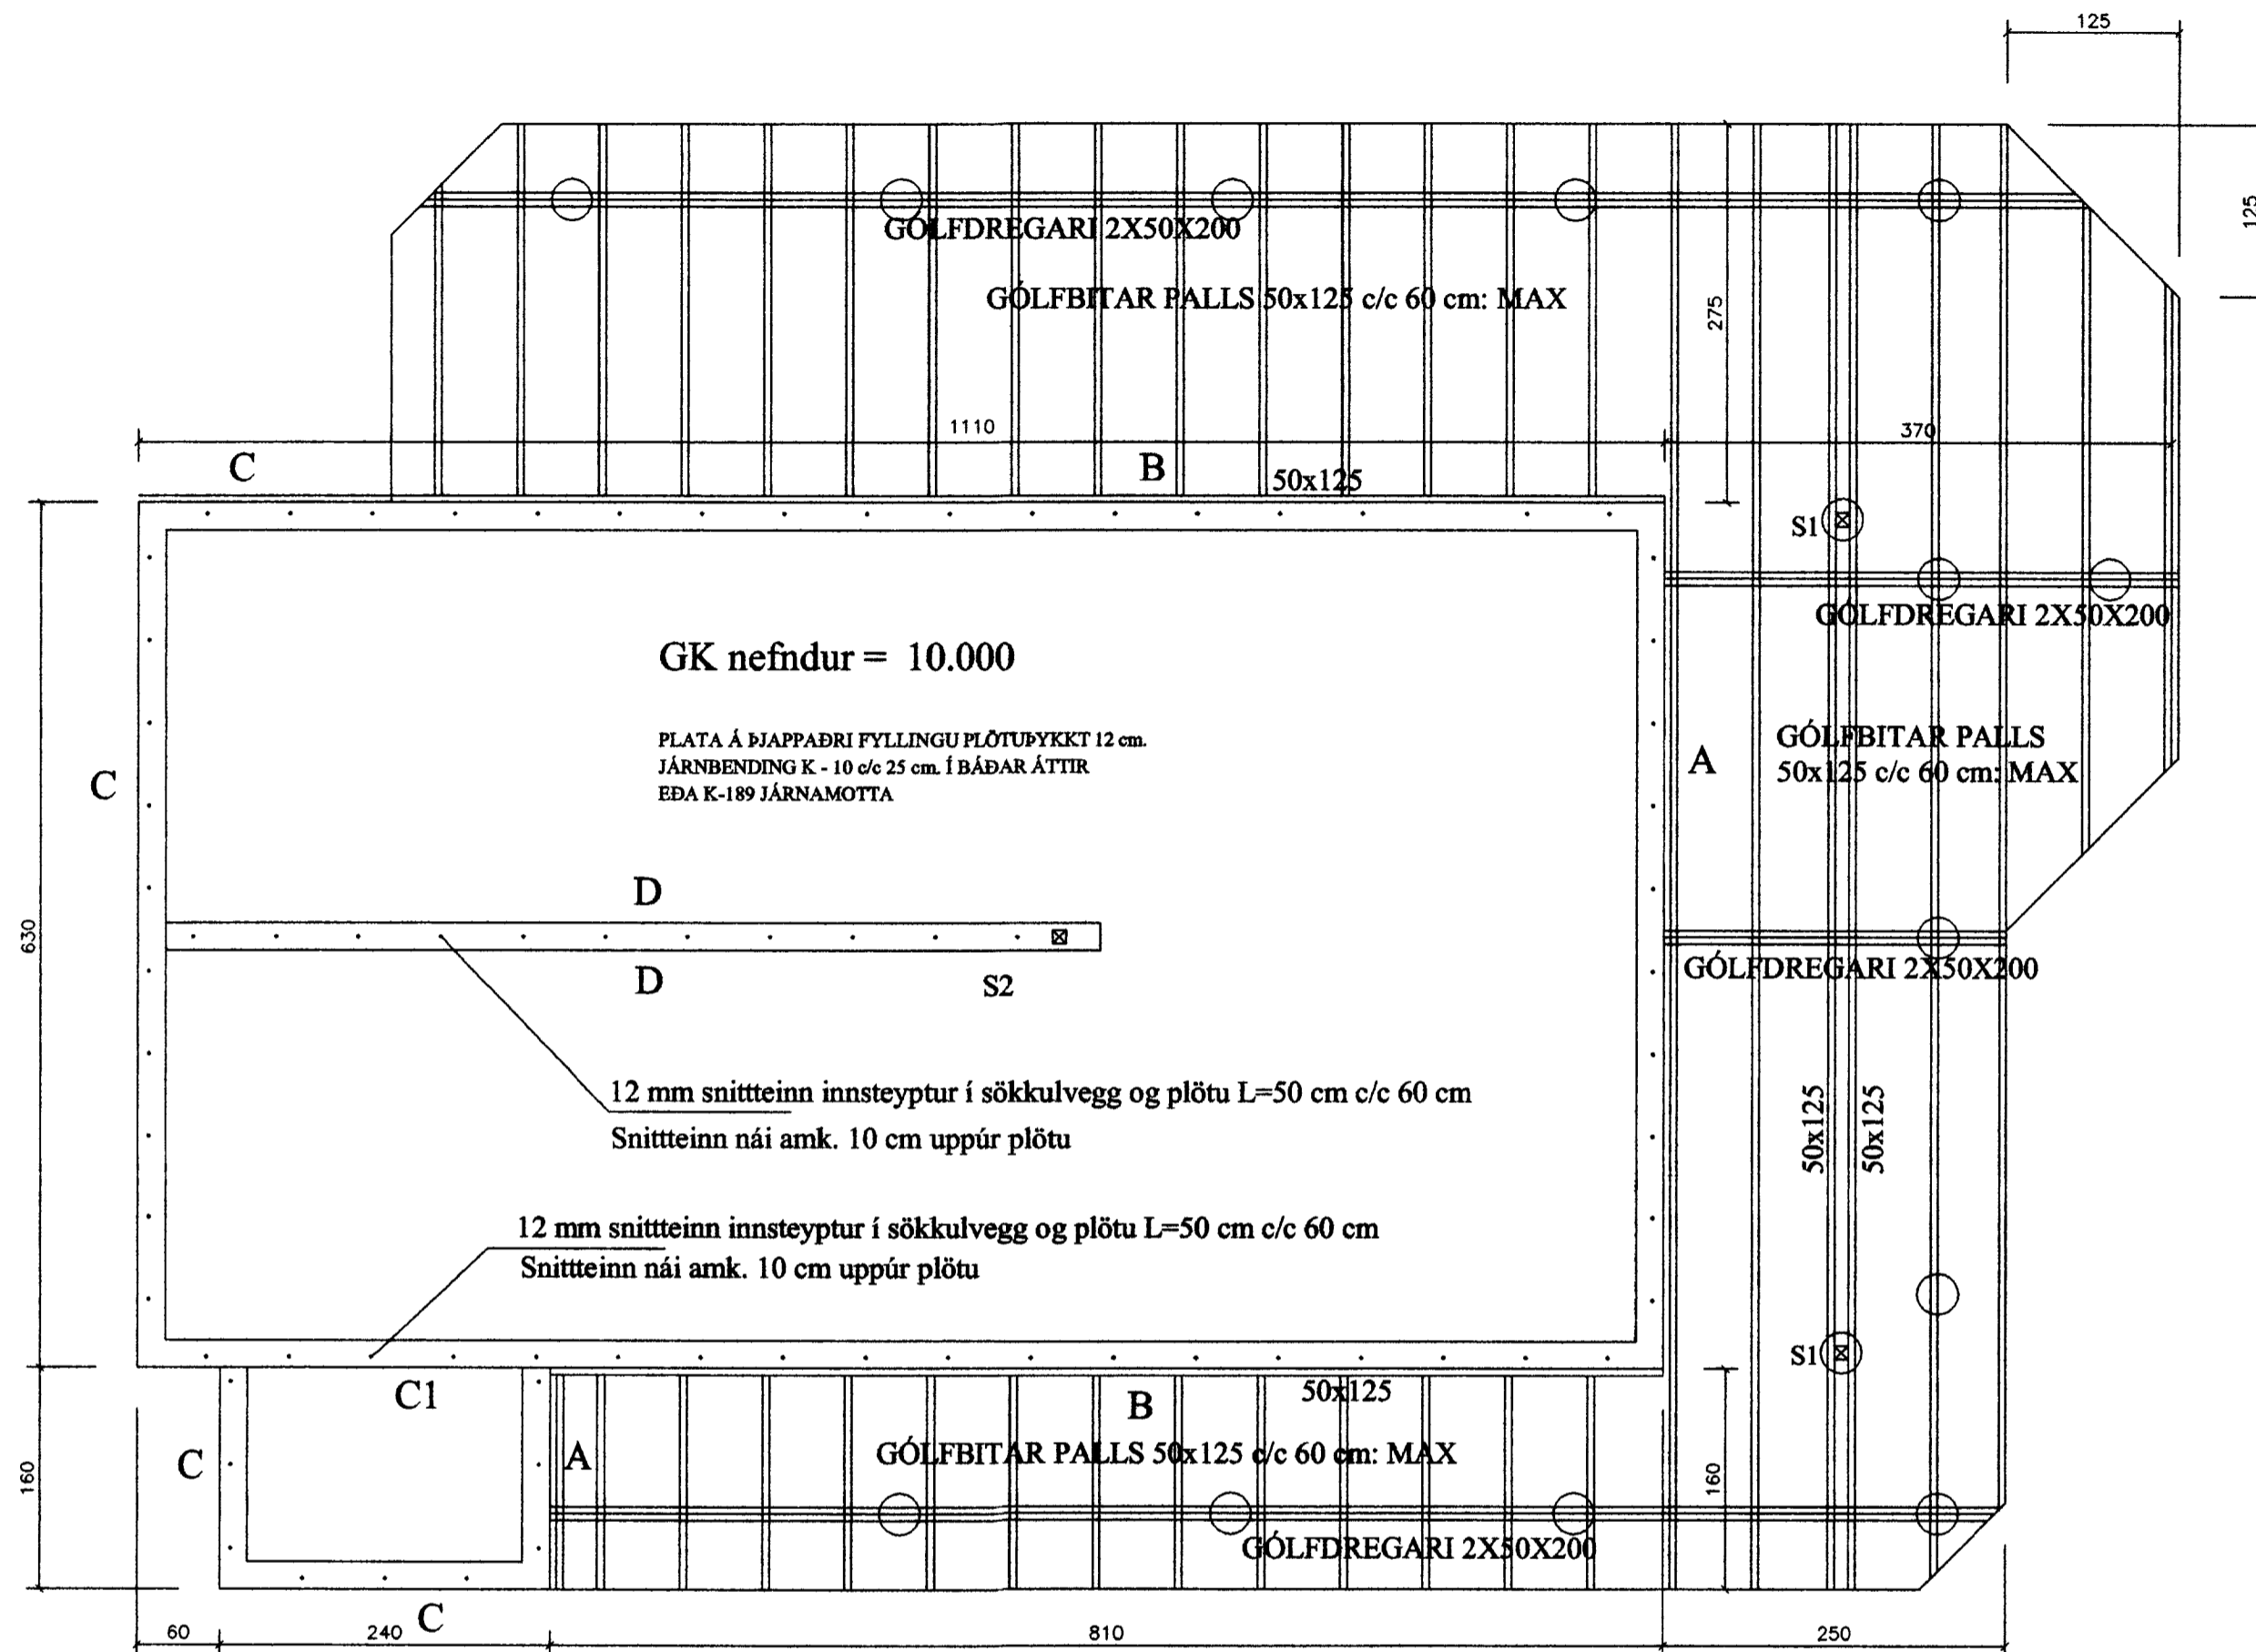 125
125
GÓLFDREGARI 2X50X200
GÓLFBITAR PALLS 50x125 c/c 60 cm: MAX
275
1110
370
C
B
50x125
S1
GÓLFDREGARI 2X50X200
GK nefndur = 10.000
PLATA Á ÞJAPPAÐRI FYLLINGU PLÖTUÞYKKT 12 cm.
JÁRNBENDING K - 10 c/c 25 cm. Í BÁÐAR ÁTTIR
EÐA K-189 JÁRNAMOTTA
GÓLFBITAR PALLS
50x125 c/c 60 cm: MAX
A
C
D
630
D
S2
GÓLFDREGARI 2X50X200
12 mm snittteinn innsteyptur í sökkulvegg og plötu L=50 cm c/c 60 cm
Snittteinn nái amk. 10 cm uppúr plötu
50x125
50x125
12 mm snittteinn innsteyptur í sökkulvegg og plötu L=50 cm c/c 60 cm
Snittteinn nái amk. 10 cm uppúr plötu
S1
C1
50x125
B
C
A
GÓLFBITAR PALLS 50x125 c/c 60 cm: MAX
160
160
GÓLFDREGARI 2X50X200
C
60
240
810
250